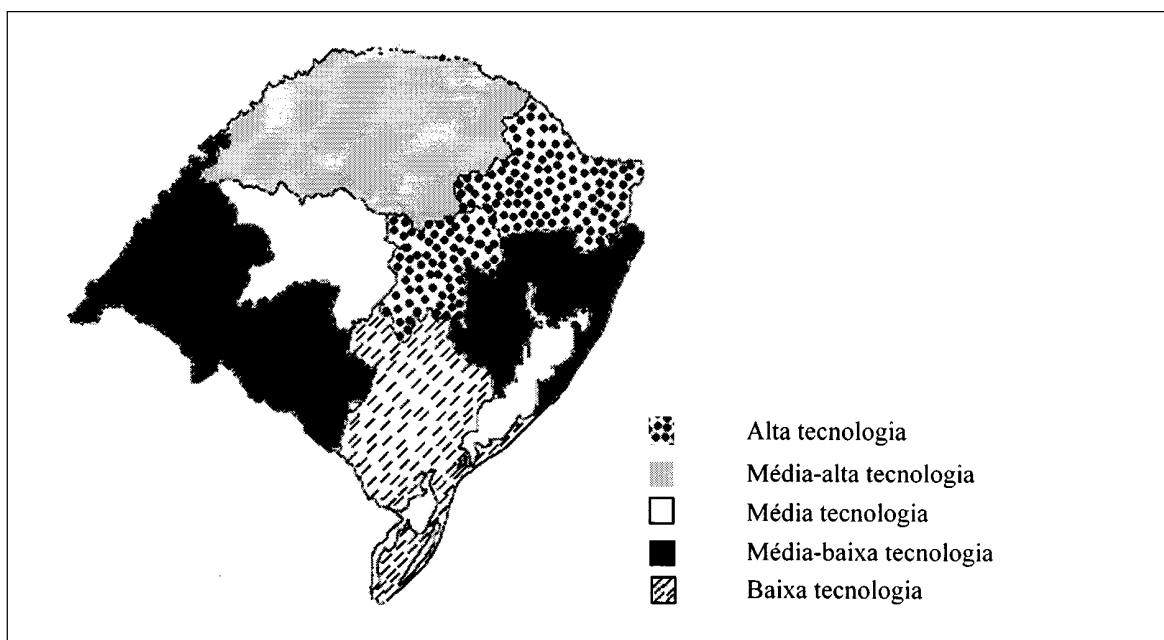 Alta tecnologia
Média-alta tecnologia
Média tecnologia
Média-baixa tecnologia
Baixa tecnologia